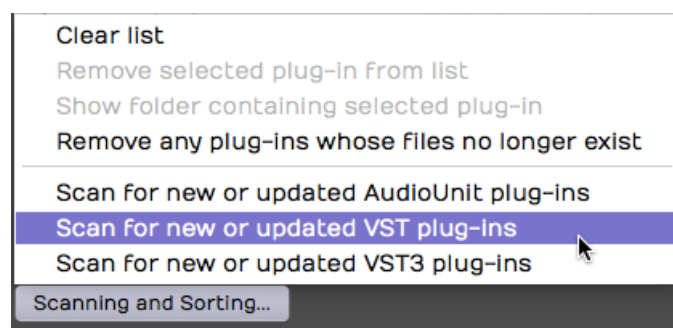 Clear list
Remove selected plug-in from list
Show folder containing selected plug-in
Remove any plug-ins whose files no longer exist
Scan for new or updated AudioUnit plug-ins
Scan for new or updated VST plug-ins
Scan for new or updated VST3 plug-ins
Scanning and Sorting...